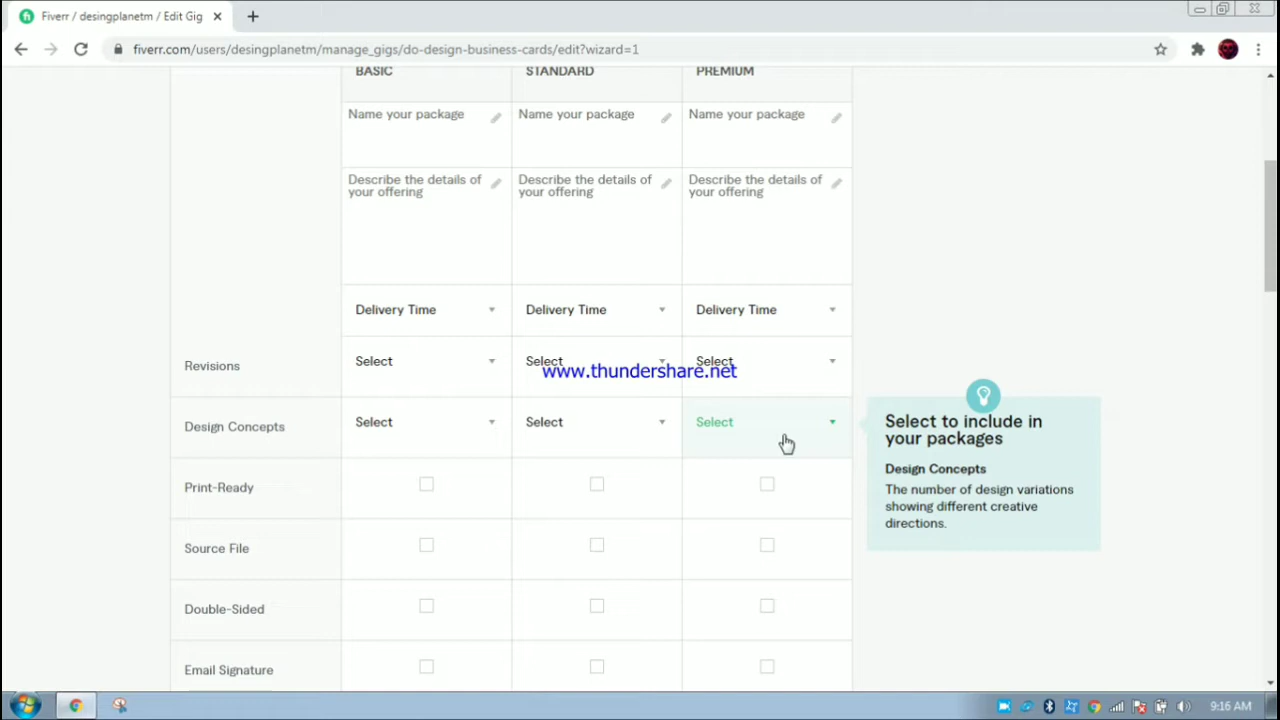 Fiverr / desingplanetm / Edit Gig
fiverr.com/users/desingplanetm/manage_gigs/do-design-business-cards/edit?wizard=1
BASIC STANDARD PREMIUM
Name your package Name your package Name your package
Describe the details of Describe the details of Describe the details of
your offering your offering your offering
Delivery Time Delivery Time Delivery Time
Revisions Select Select Select
www.thundershare.net
Design Concepts Select Select Select
Select to include in
your packages
Design Concepts
The number of design variations
showing different creative
directions.
Print-Ready
Source File
Double-Sided
Email Signature
9:16 AM